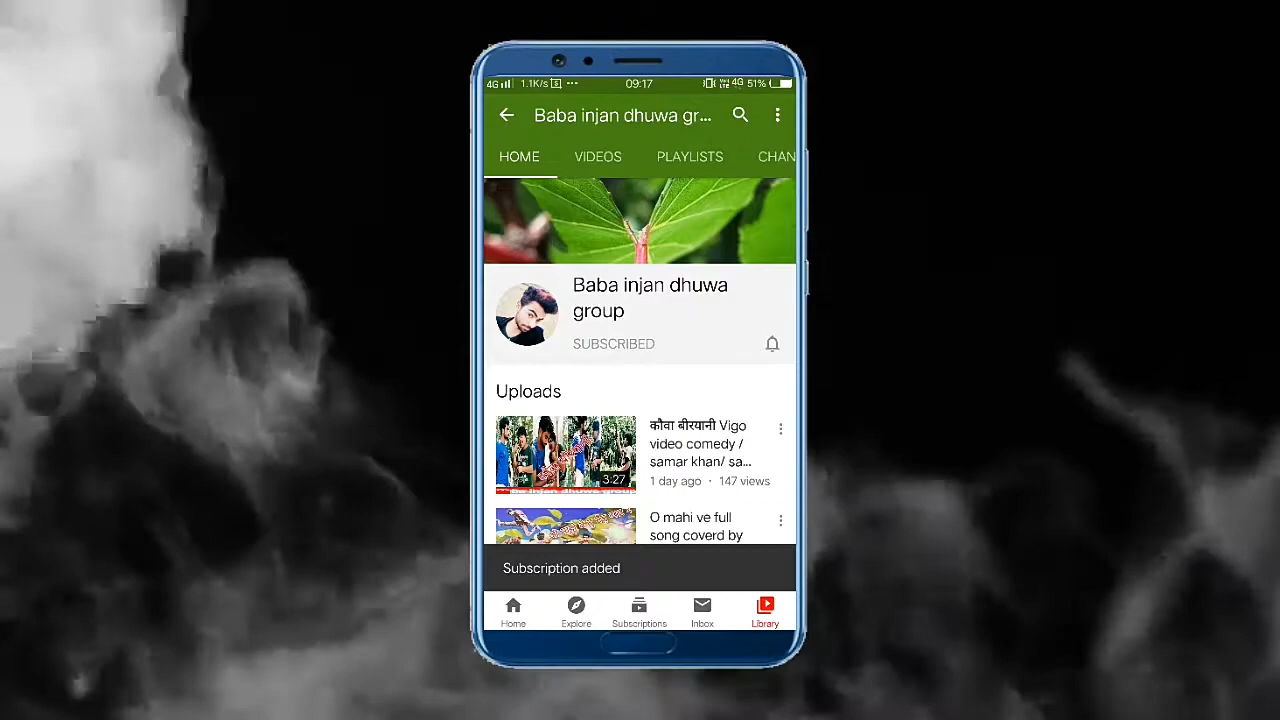 4G 1.1K/s ••• 09:17 4G 51%
Baba injan dhuwa gr...
HOME VIDEOS PLAYLISTS CHAN
Baba injan dhuwa
group
SUBSCRIBED
Uploads
कौवा बीरयानी Vigo
video comedy /
samar khan/ sa...
1 day ago · 147 views
3:27
O mahi ve full
song coverd by
Subscription added
Home Explore Subscriptions Inbox Library